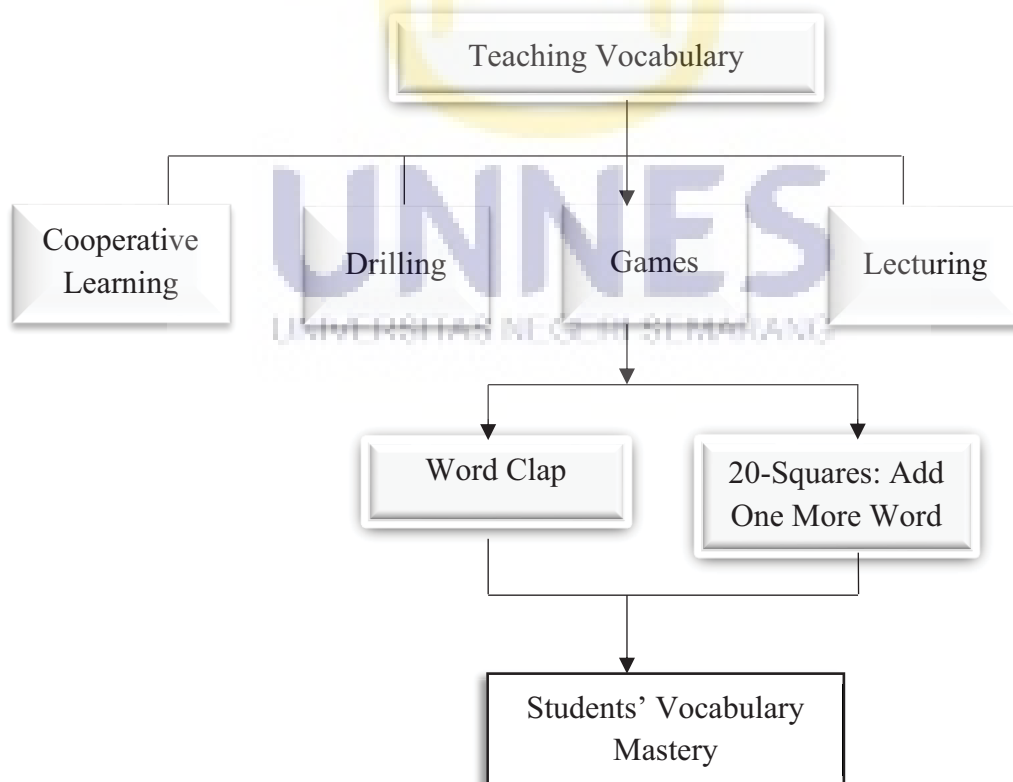 Teaching Vocabulary
UNNES
UNIVERSITAS NEGERI SEMARANG
Cooperative
Learning
Drilling
Games
Lecturing
Word Clap
20-Squares: Add
One More Word
Students’ Vocabulary
Mastery